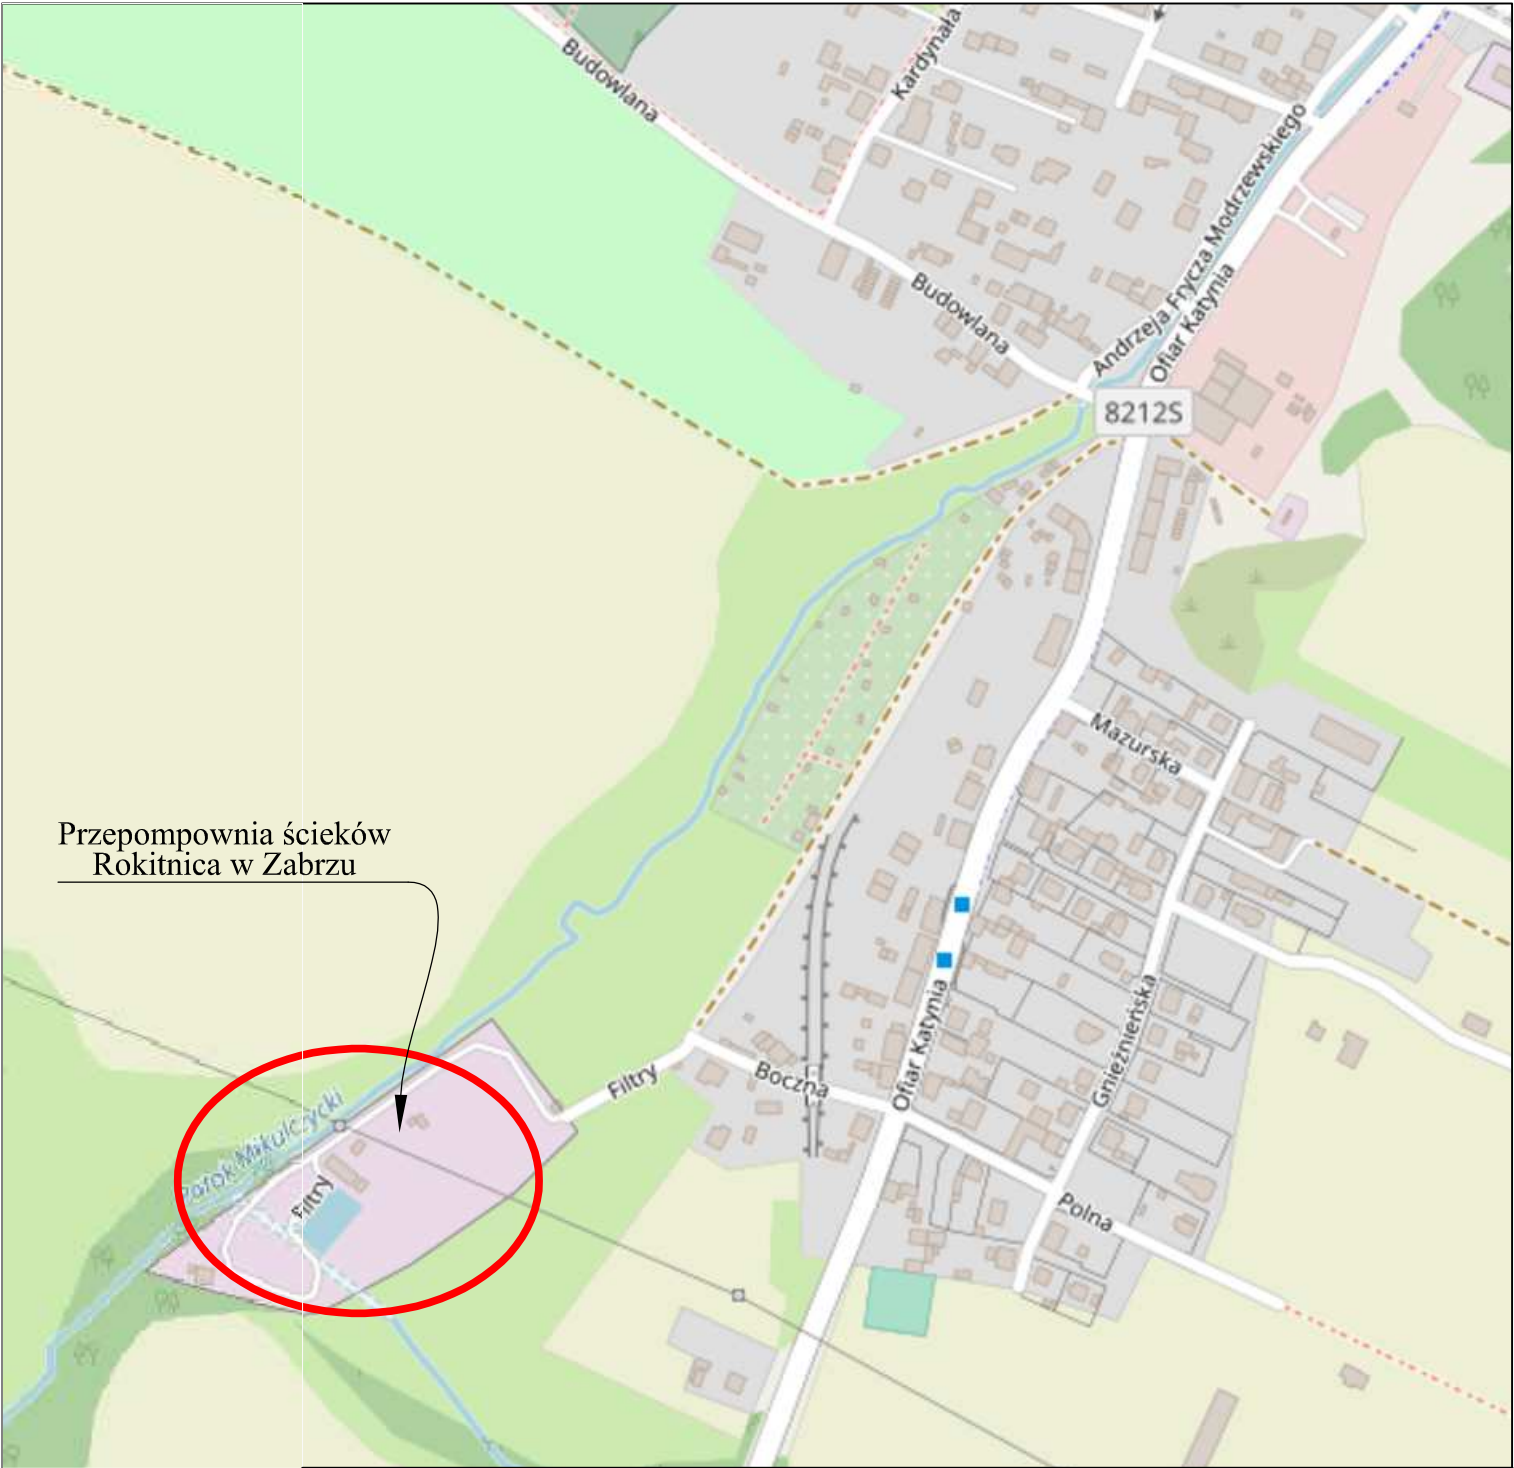 Budowlana
Kardynała
Andrzeja Frycza Modrzewskiego
Ofiar Katynia
Budowlana
8212S
Mazurska
Przepompownia ścieków
Rokitnica w Zabrzu
Ofiar Katynia
Gnieźnieńska
Filtry
Boczna
Potok Mikulczycki
Filtry
Polna